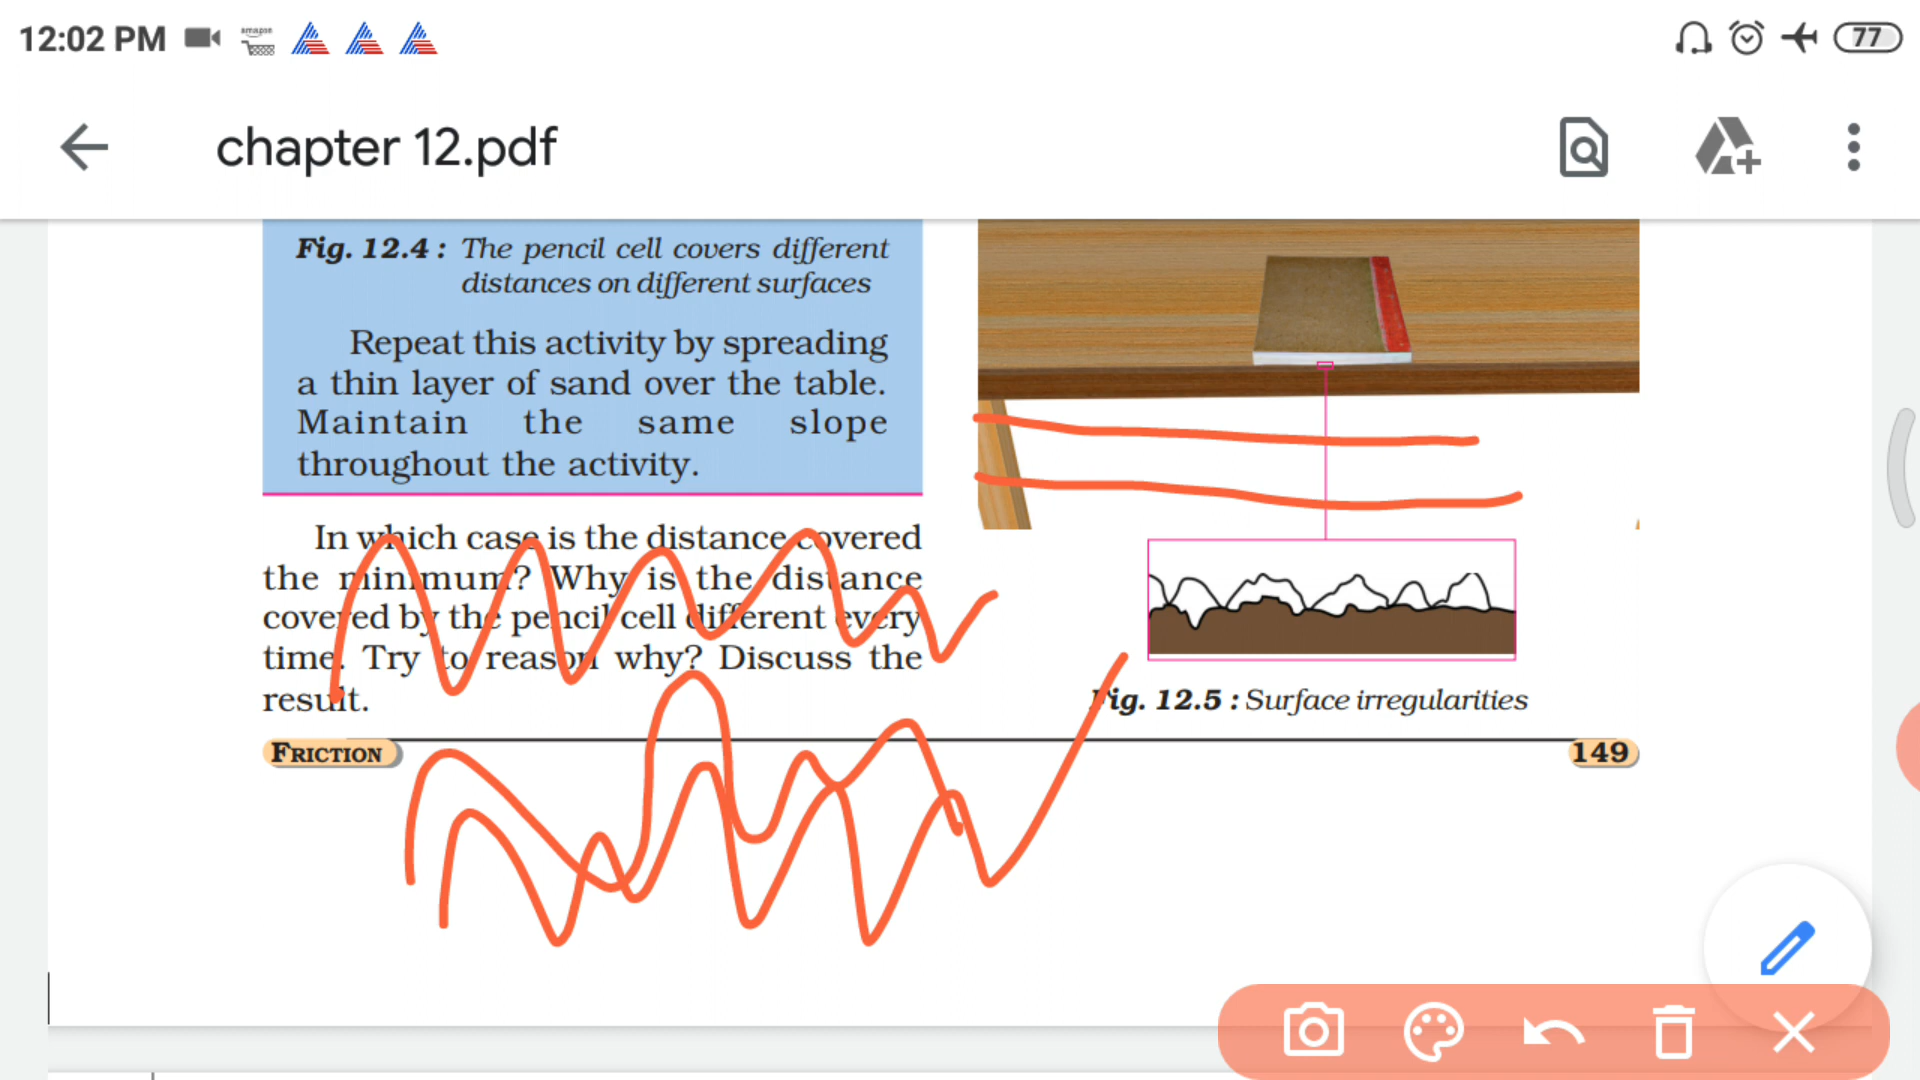 12:02 PM
amazon
77
chapter 12.pdf
Fig. 12.4 : The pencil cell covers different
distances on different surfaces
Repeat this activity by spreading
a thin layer of sand over the table.
Maintain the same slope
throughout the activity.
In which case is the distance covered
the minimum? Why is the distance
covered by the pencil cell different every
time. Try to reason why? Discuss the
result.
Fig. 12.5 : Surface irregularities
FRICTION
149